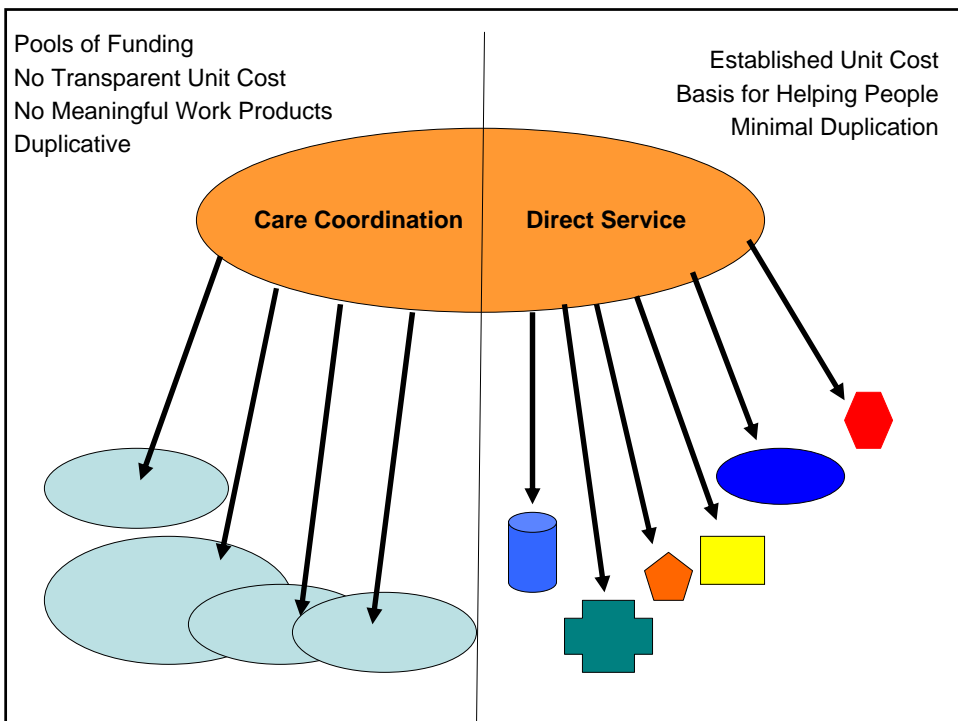 Pools of Funding
No Transparent Unit Cost
No Meaningful Work Products
Duplicative
Established Unit Cost
Basis for Helping People
Minimal Duplication
Care Coordination
Direct Service